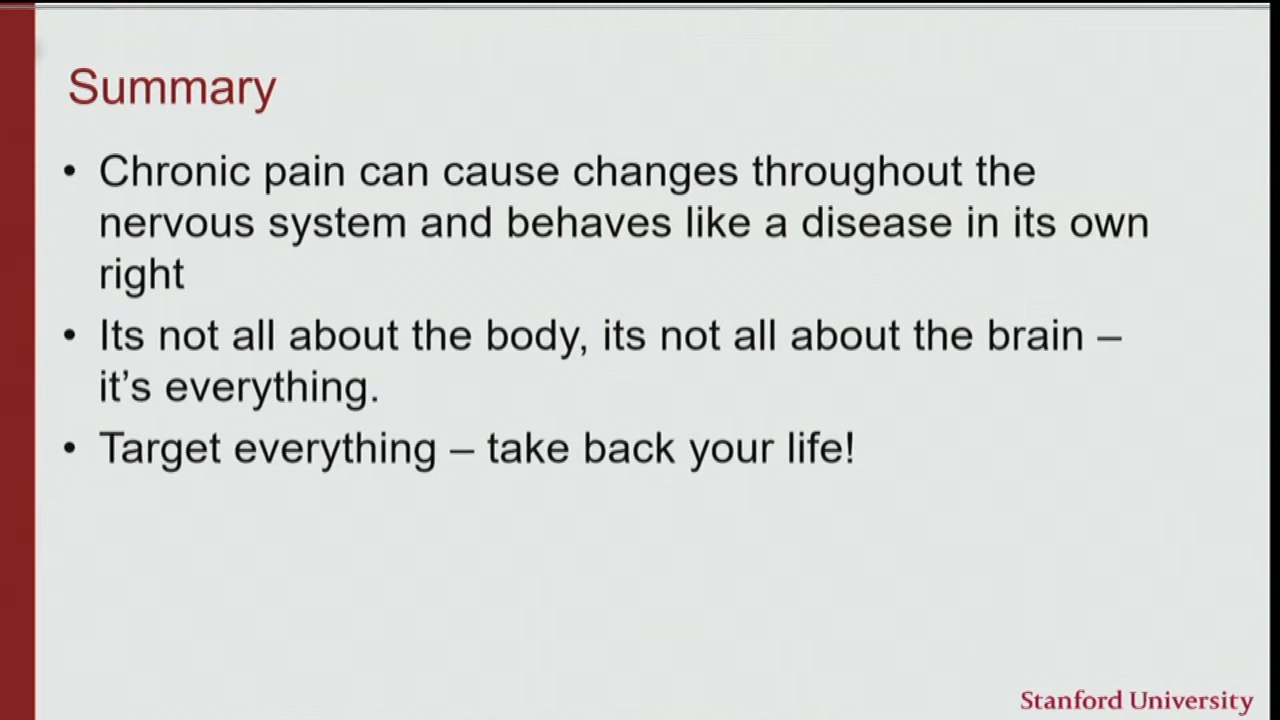 Summary
• Chronic pain can cause changes throughout the
nervous system and behaves like a disease in its own
right
• Its not all about the body, its not all about the brain –
it’s everything.
• Target everything – take back your life!
Stanford University